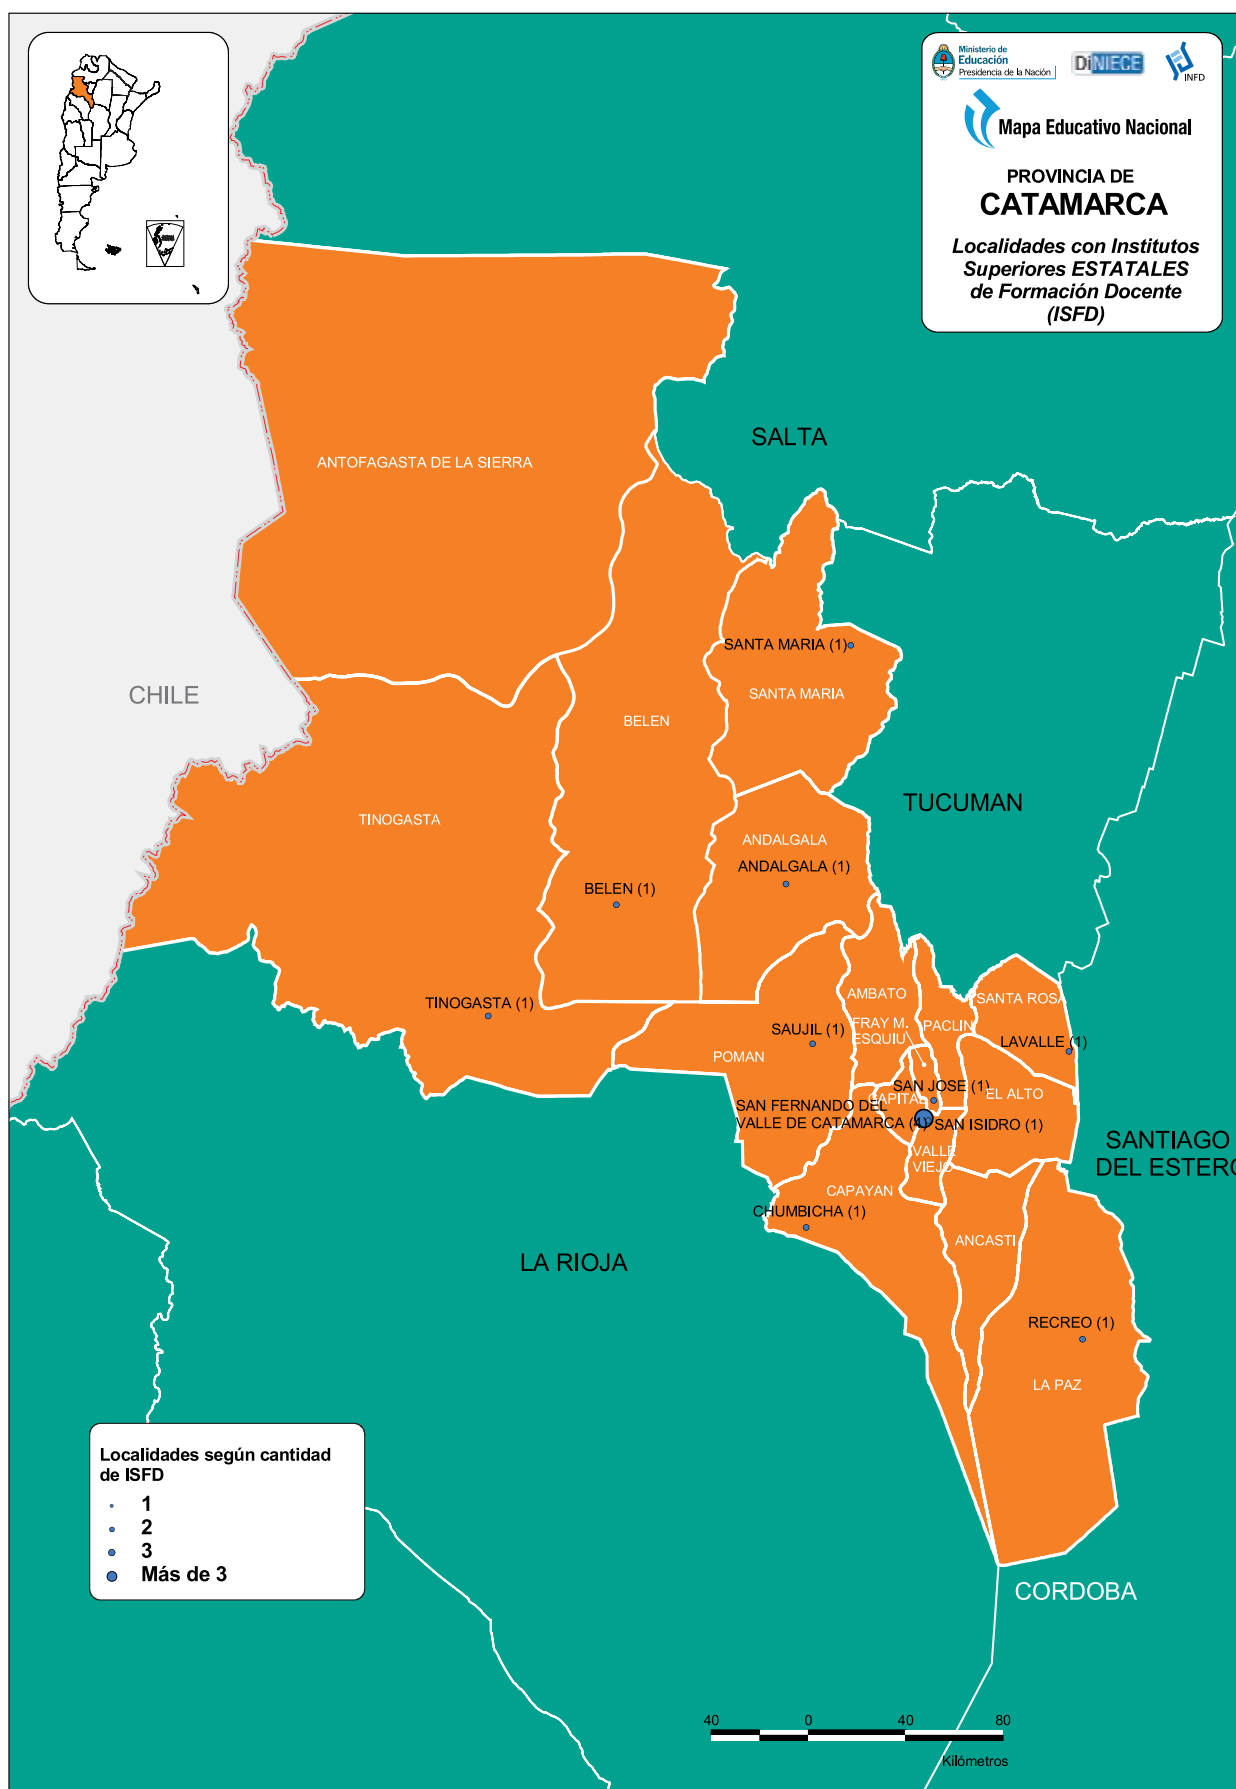 Ministerio de
Educación
Presidencia de la Nación
DiNIECE
INFD
Mapa Educativo Nacional
PROVINCIA DE
CATAMARCA
Localidades con Institutos
Superiores ESTATALES
de Formación Docente
(ISFD)
SALTA
ANTOFAGASTA DE LA SIERRA
SANTA MARIA (1)
SANTA MARIA
CHILE
BELEN
TUCUMAN
TINOGASTA
ANDALGALA
ANDALGALA (1)
BELEN (1)
AMBATO
SANTA ROSA
TINOGASTA (1)
FRAY M.
ESQUIU
PACLIN
SAUJIL (1)
LAVALLE (1)
POMAN
SAN JOSE (1)
EL ALTO
CAPITAL
SAN FERNANDO DEL
VALLE DE CATAMARCA (4)
SAN ISIDRO (1)
SANTIAGO
DEL ESTERO
VALLE
VIEJO
CAPAYAN
CHUMBICHA (1)
ANCASTI
LA RIOJA
RECREO (1)
LA PAZ
Localidades según cantidad
de ISFD
1
2
3
Más de 3
CORDOBA
40 0 40 80
Kilómetros